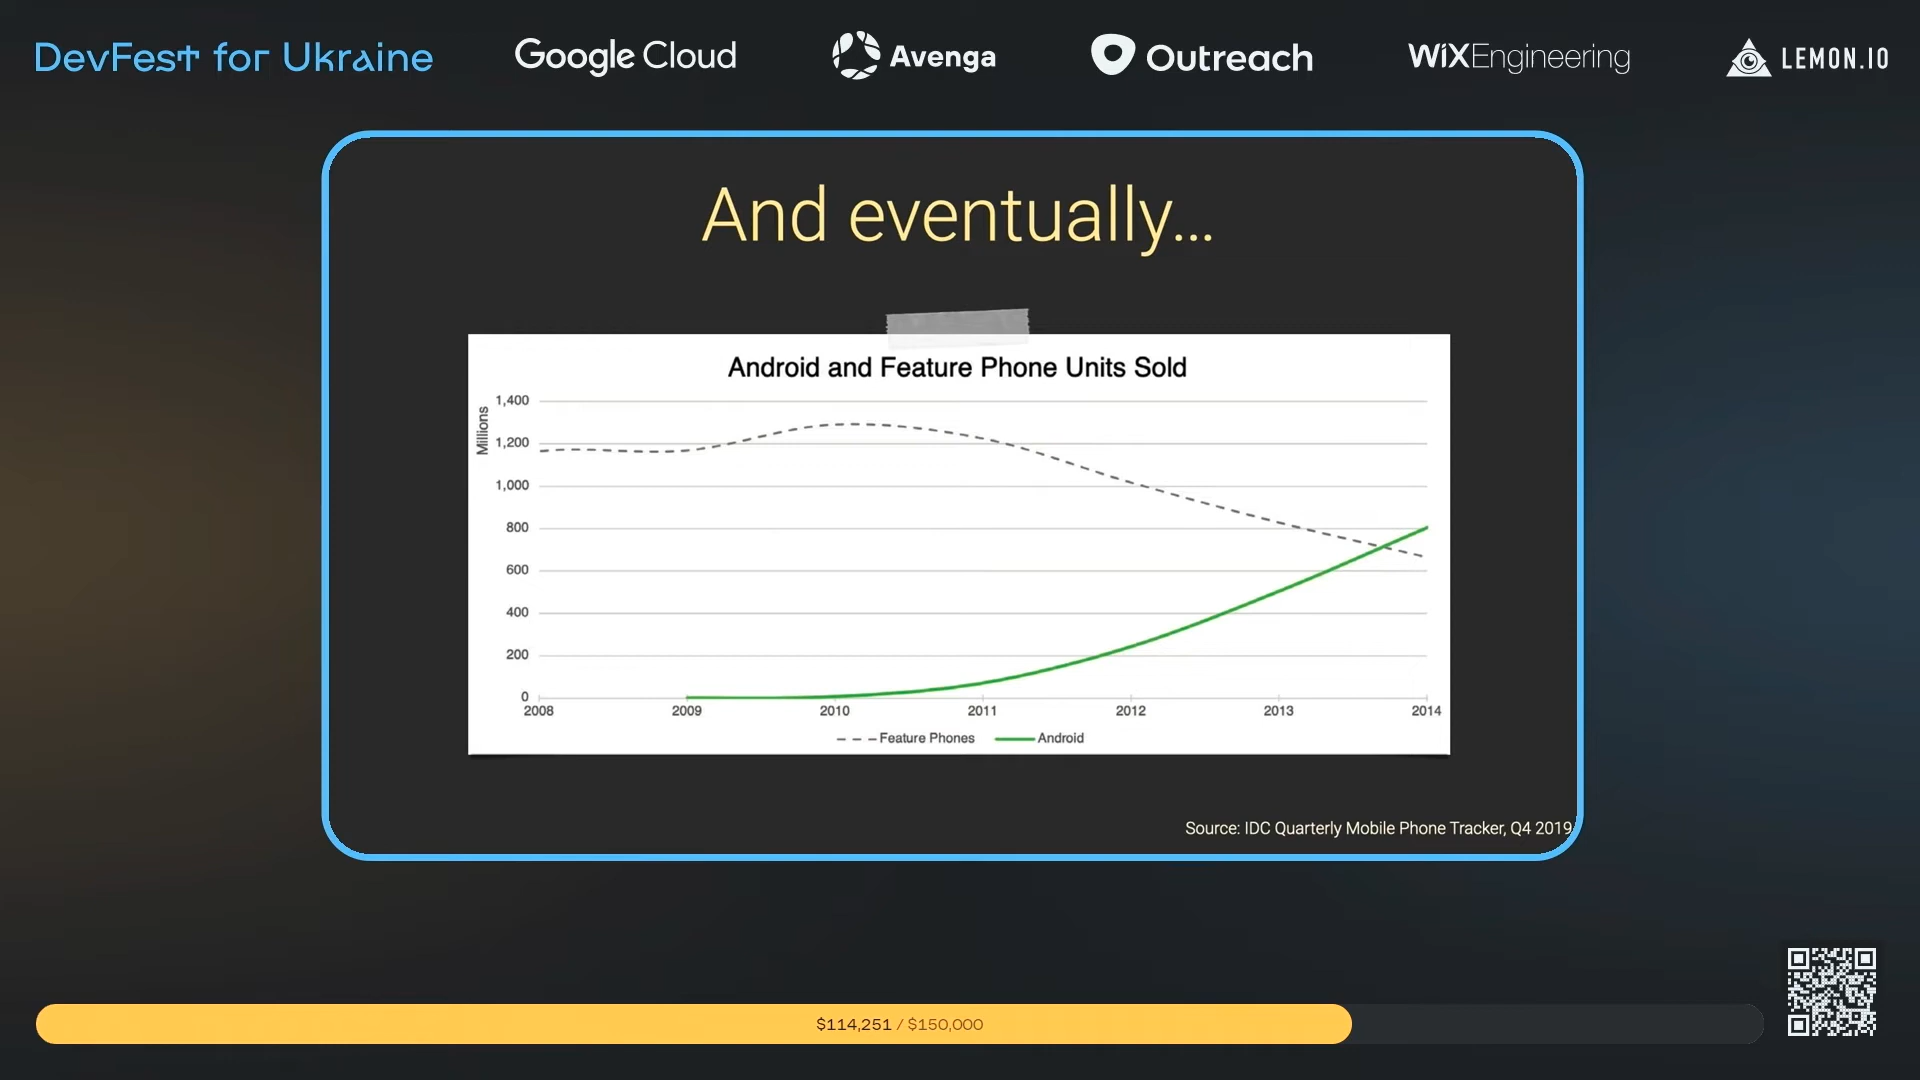 DevFest for Ukraine
Google Cloud
Avenga
Outreach
WiXEngineering
LEMON.IO
And eventually...
Android and Feature Phone Units Sold
Millions
1,400
1,200
1,000
800
600
400
200
0
2008 2009 2010 2011 2012 2013 2014
Feature Phones Android
Source: IDC Quarterly Mobile Phone Tracker, Q4 2019
$114,251 / $150,000